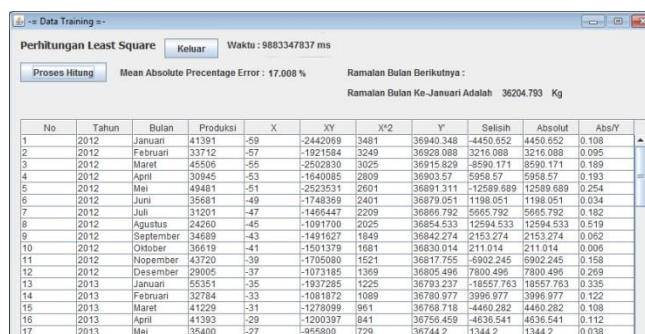 -= Data Training =-
Perhitungan Least Square Keluar Waktu : 9883347837 ms
Proses Hitung Mean Absolute Precentage Error : 17.008 % Ramalan Bulan Berikutnya :
Ramalan Bulan Ke-Januari Adalah 36204.793 Kg
No Tahun Bulan Produksi X XY X^2 Y' Selisih Absolut Abs/Y
1 2012 Januari 41391 -59 -2442069 3481 36940.348 -4450.652 4450.652 0.108
2 2012 Februari 33712 -57 -1921584 3249 36928.088 3216.088 3216.088 0.095
3 2012 Maret 45506 -55 -2502830 3025 36915.829 -8590.171 8590.171 0.189
4 2012 April 30945 -53 -1640085 2809 36903.57 5958.57 5958.57 0.193
5 2012 Mei 49481 -51 -2523531 2601 36891.311 -12589.689 12589.689 0.254
6 2012 Juni 35681 -49 -1748369 2401 36879.051 1198.051 1198.051 0.034
7 2012 Juli 31201 -47 -1466447 2209 36866.792 5665.792 5665.792 0.182
8 2012 Agustus 24260 -45 -1091700 2025 36854.533 12594.533 12594.533 0.519
9 2012 September 34689 -43 -1491627 1849 36842.274 2153.274 2153.274 0.062
10 2012 Oktober 36619 -41 -1501379 1681 36830.014 211.014 211.014 0.006
11 2012 Nopember 43720 -39 -1705080 1521 36817.755 -6902.245 6902.245 0.158
12 2012 Desember 29005 -37 -1073185 1369 36805.496 7800.496 7800.496 0.269
13 2013 Januari 55351 -35 -1937285 1225 36793.237 -18557.763 18557.763 0.335
14 2013 Februari 32784 -33 -1081872 1089 36780.977 3996.977 3996.977 0.122
15 2013 Maret 41229 -31 -1278099 961 36768.718 -4460.282 4460.282 0.108
16 2013 April 41393 -29 -1200397 841 36756.459 -4636.541 4636.541 0.112
17 2013 Mei 35400 -27 -955800 729 36744.2 1344.2 1344.2 0.038